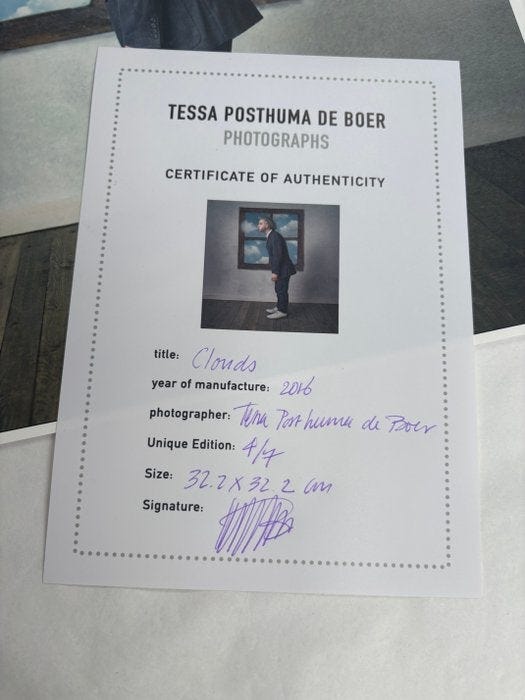 TESSA POSTHUMA DE BOER
PHOTOGRAPHS
CERTIFICATE OF AUTHENTICITY
title: Clouds
year of manufacture: 2016
photographer: Tessa Posthuma de Boer
Unique Edition: 4/7
Size: 32.2 x 32.2 cm
Signature: